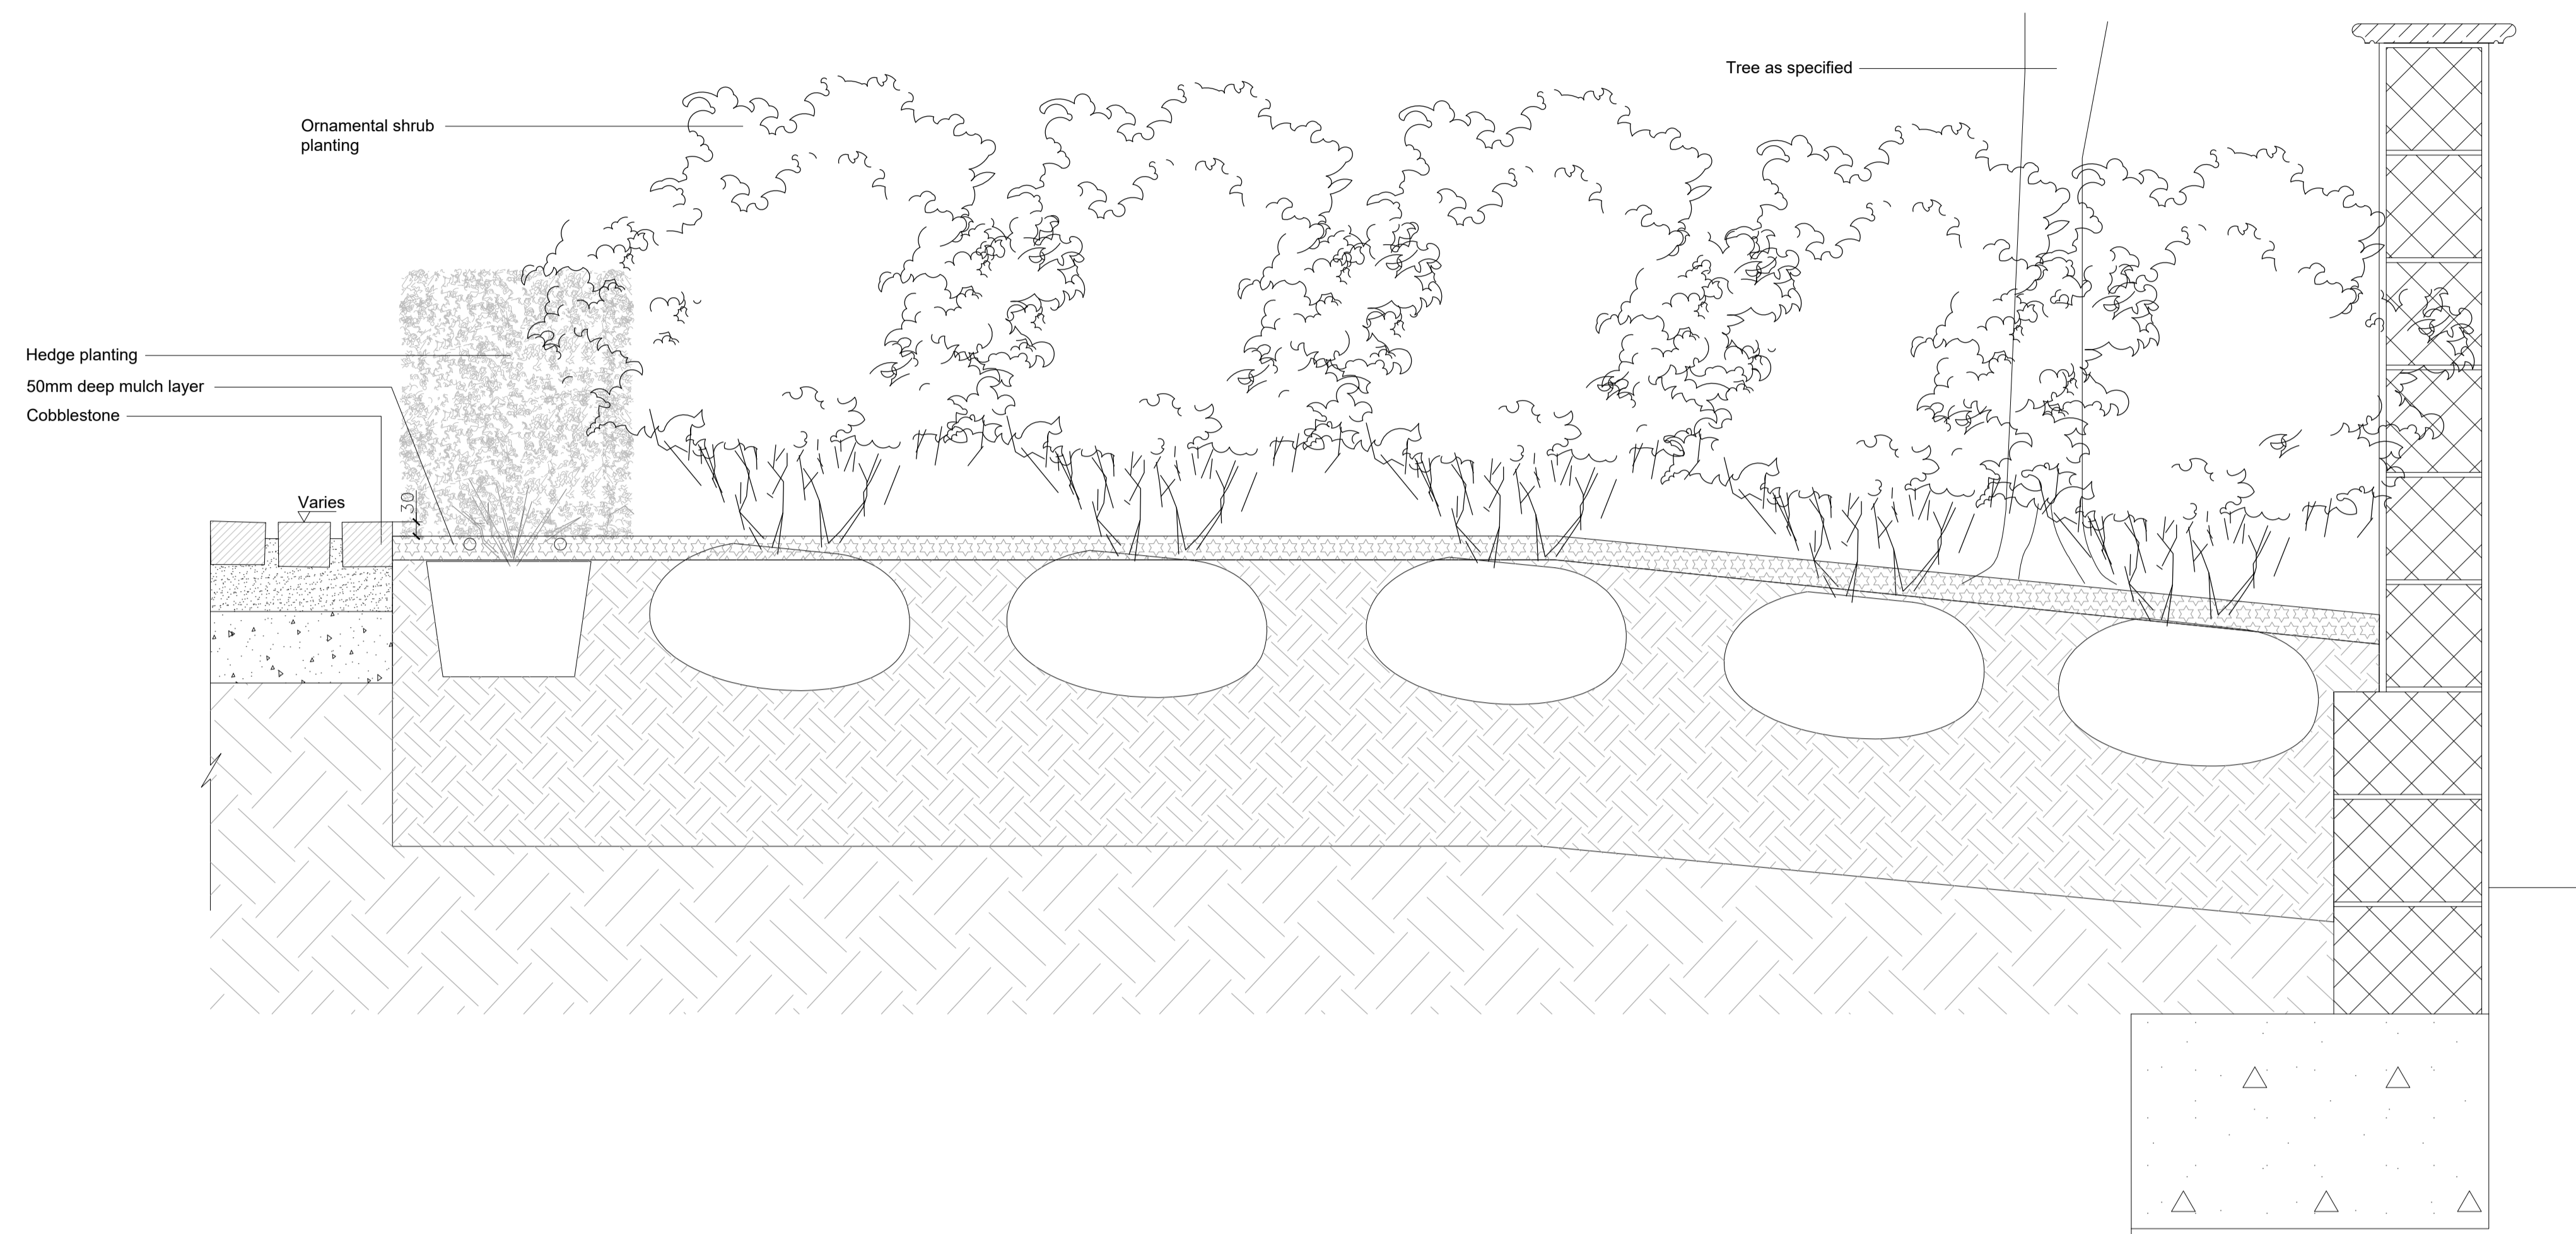 Tree as specified
Ornamental shrub
planting
Hedge planting
50mm deep mulch layer
Cobblestone
Varies
30